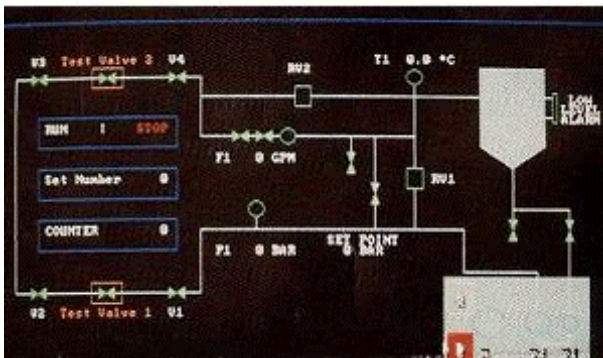 V3 Test Valve 2 V4
RV2
T1 0.0 °C
LOW
LEVEL
ALARM
RUN ! STOP
F1 0 GPM
Set Number 0
RV1
COUNTER 0
P1 0 BAR
SET POINT
0 BAR
V2 Test Valve 1 V1